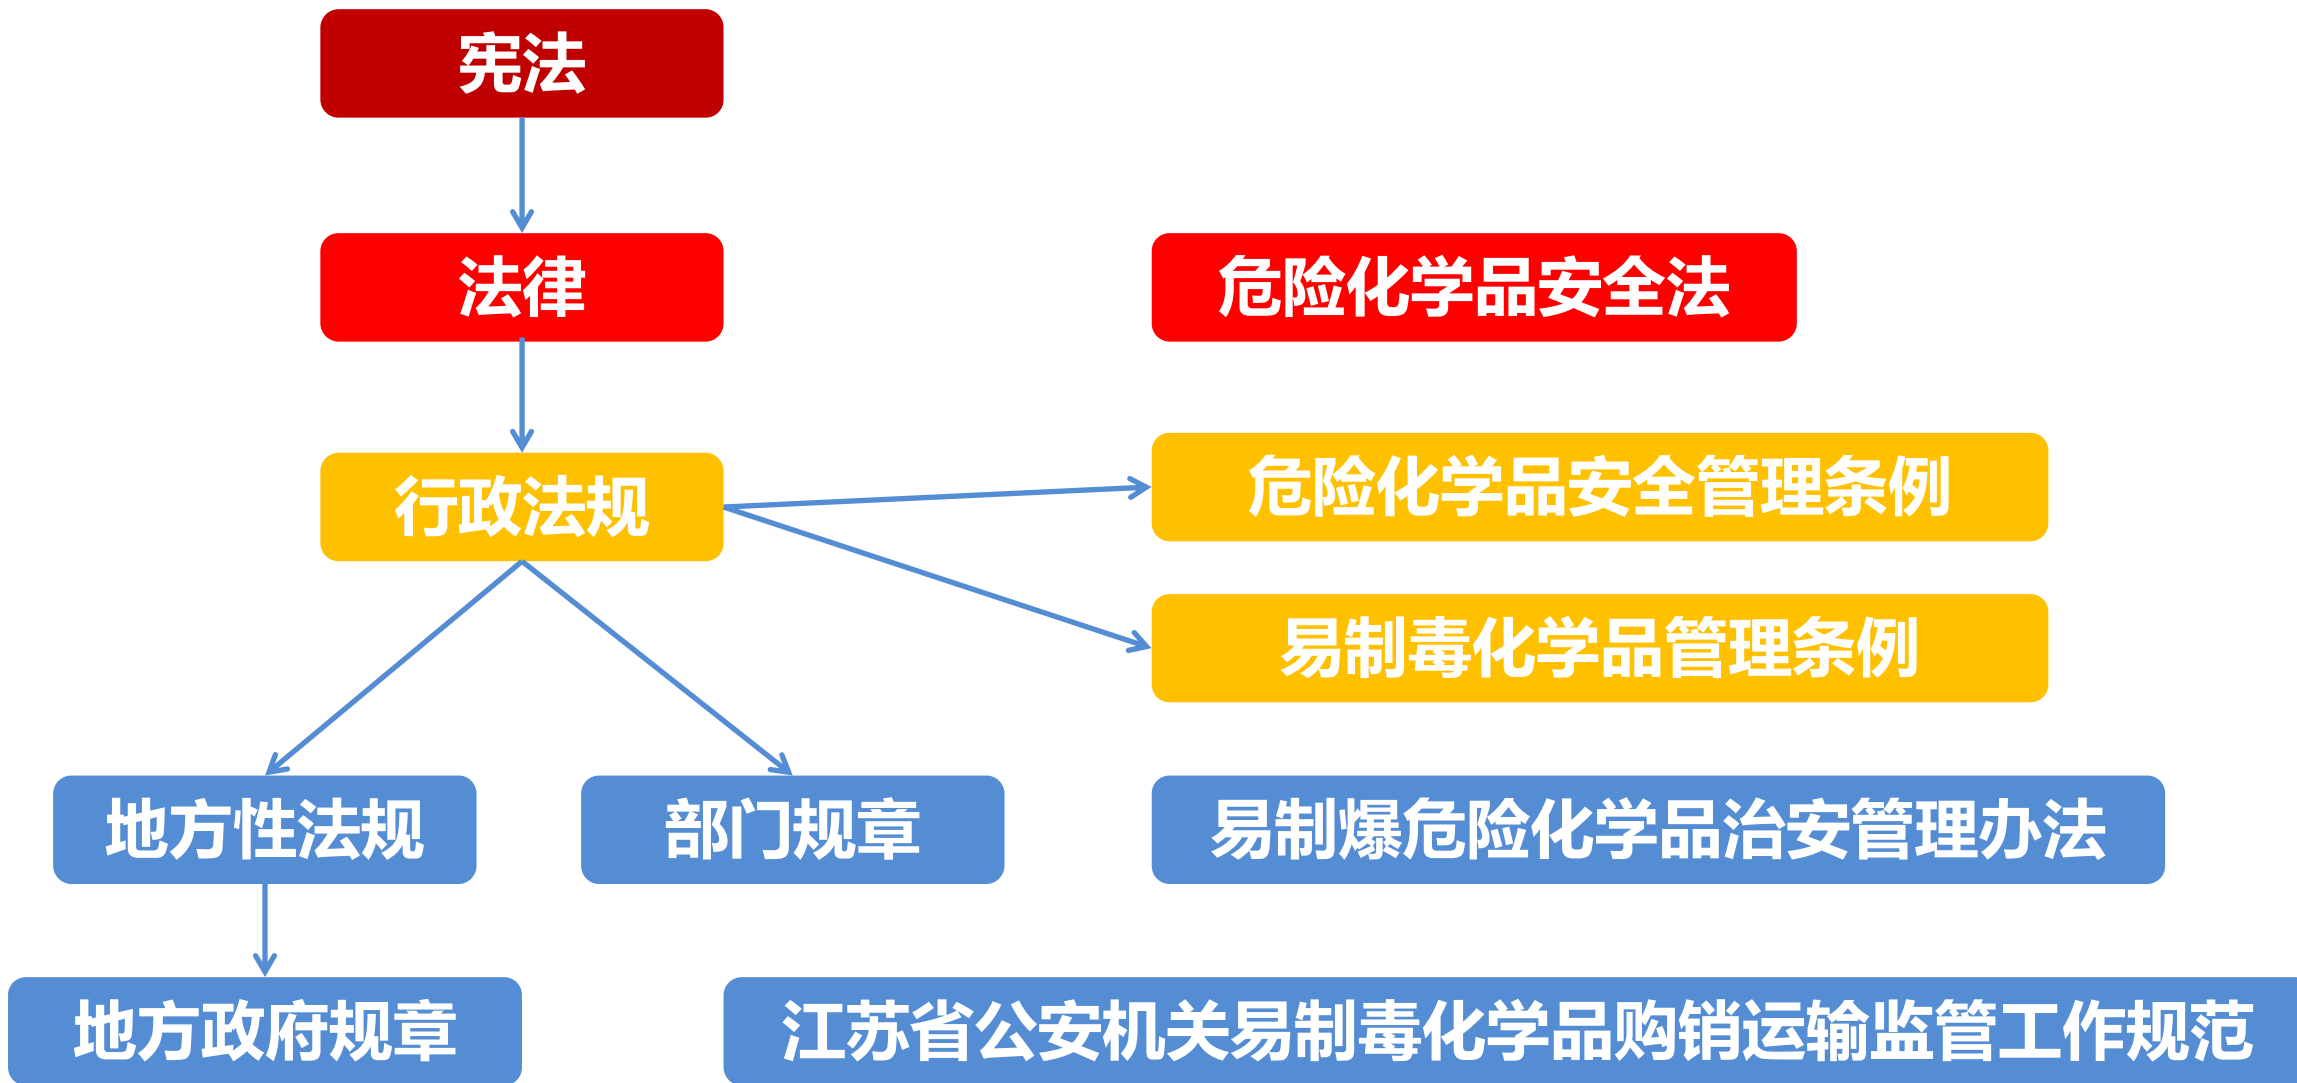 宪法
法律
危险化学品安全法
行政法规
危险化学品安全管理条例
易制毒化学品管理条例
地方性法规
部门规章
易制爆危险化学品治安管理办法
地方政府规章
江苏省公安机关易制毒化学品购销运输监管工作规范